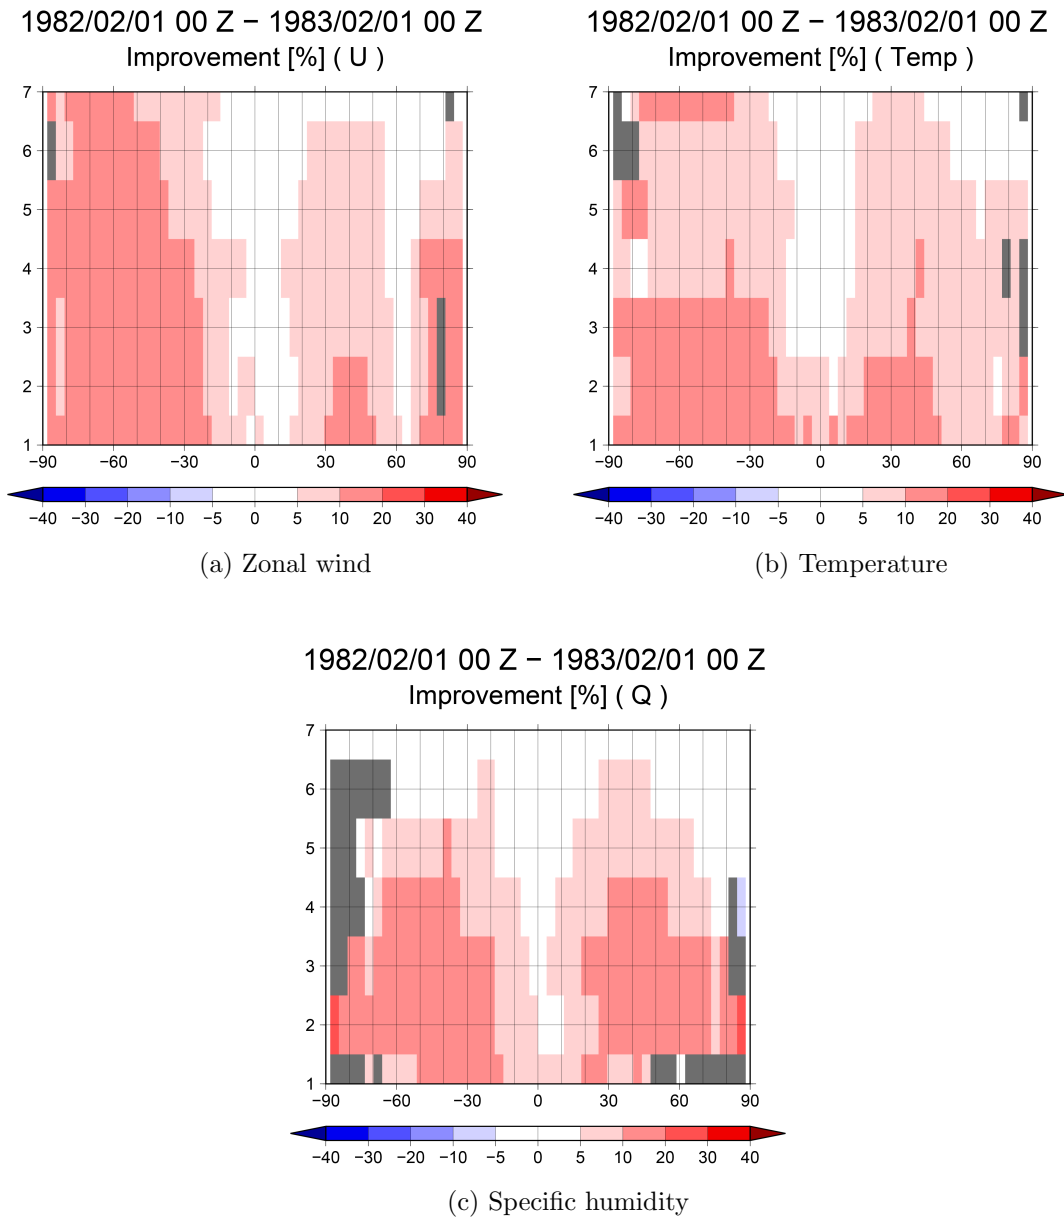 1982/02/01 00 Z − 1983/02/01 00 Z
Improvement [%] ( U )
7
6
5
4
3
2
1
−90 −60 −30 0 30 60 90
−40 −30 −20 −10 −5 0 5 10 20 30 40
(a) Zonal wind
1982/02/01 00 Z − 1983/02/01 00 Z
Improvement [%] ( Temp )
7
6
5
4
3
2
1
−90 −60 −30 0 30 60 90
−40 −30 −20 −10 −5 0 5 10 20 30 40
(b) Temperature
1982/02/01 00 Z − 1983/02/01 00 Z
Improvement [%] ( Q )
7
6
5
4
3
2
1
−90 −60 −30 0 30 60 90
−40 −30 −20 −10 −5 0 5 10 20 30 40
(c) Specific humidity